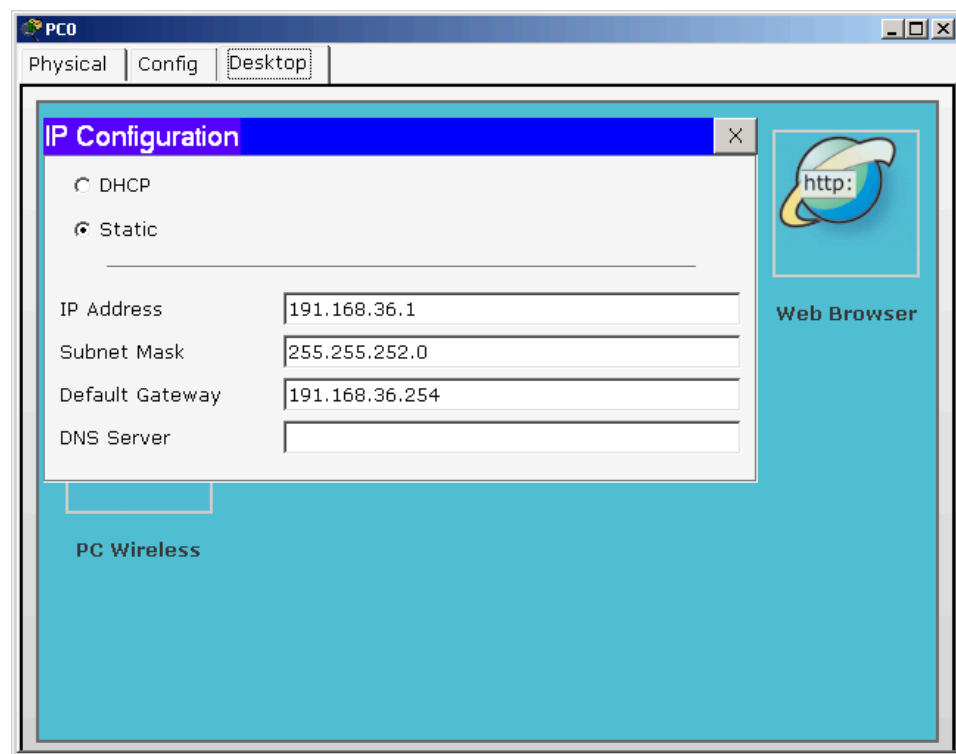 PC0
Physical Config Desktop
IP Configuration X
http:
DHCP
Static
IP Address 191.168.36.1
Web Browser
Subnet Mask 255.255.252.0
Default Gateway 191.168.36.254
DNS Server
PC Wireless